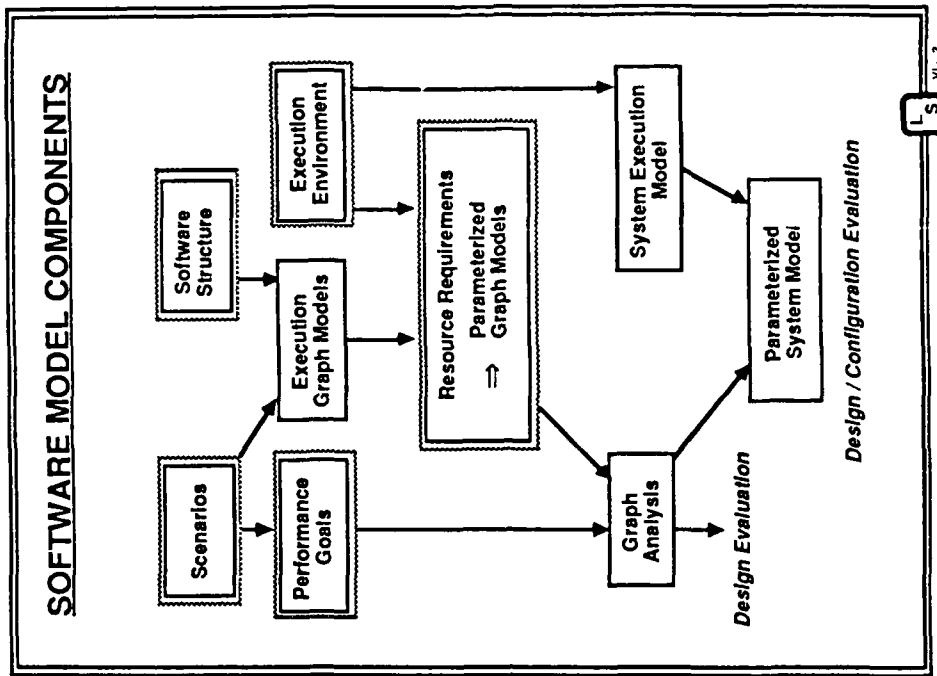 SOFTWARE MODEL COMPONENTS
Scenarios
Software
Structure
Performance
Goals
Execution
Graph Models
Execution
Environment
Resource Requirements
⇒ Parameterized
Graph Models
Graph
Analysis
System Execution
Model
Design Evaluation
Parameterized
System Model
Design / Configuration Evaluation
L
S